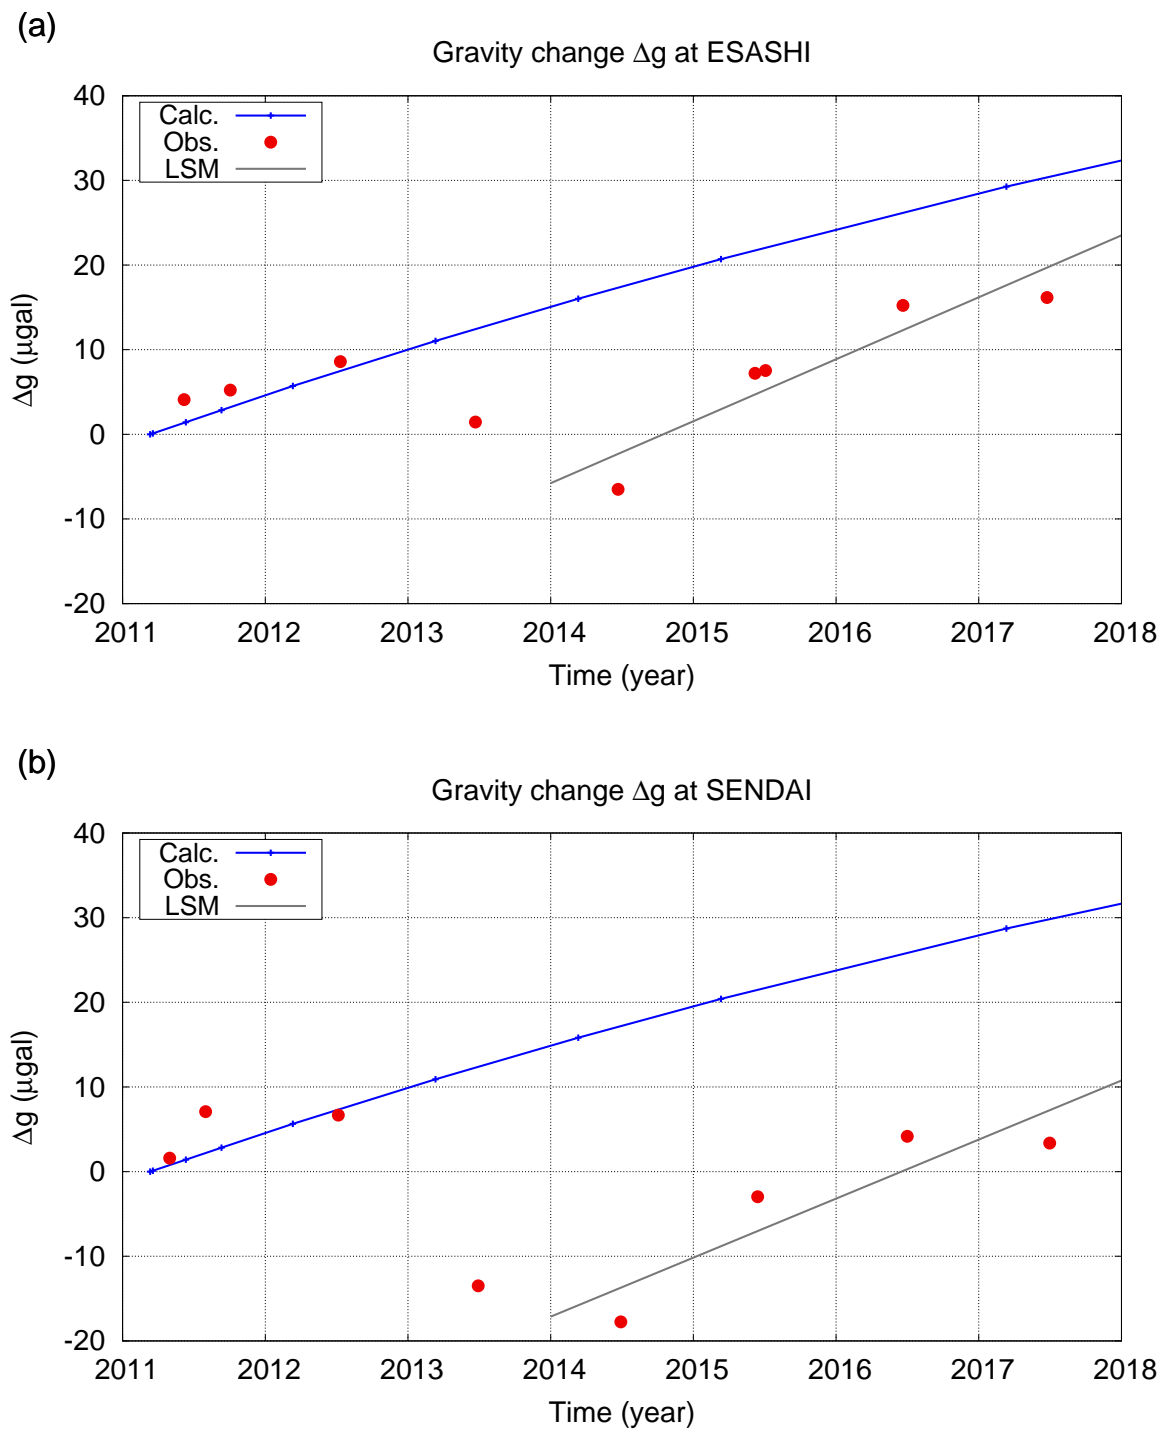 (a)
Gravity change Δg at ESASHI
Calc.
Obs.
LSM
40
30
20
10
0
-10
-20
Δg (μgal)
2011 2012 2013 2014 2015 2016 2017 2018
Time (year)
(b)
Gravity change Δg at SENDAI
Calc.
Obs.
LSM
40
30
20
10
0
-10
-20
Δg (μgal)
2011 2012 2013 2014 2015 2016 2017 2018
Time (year)